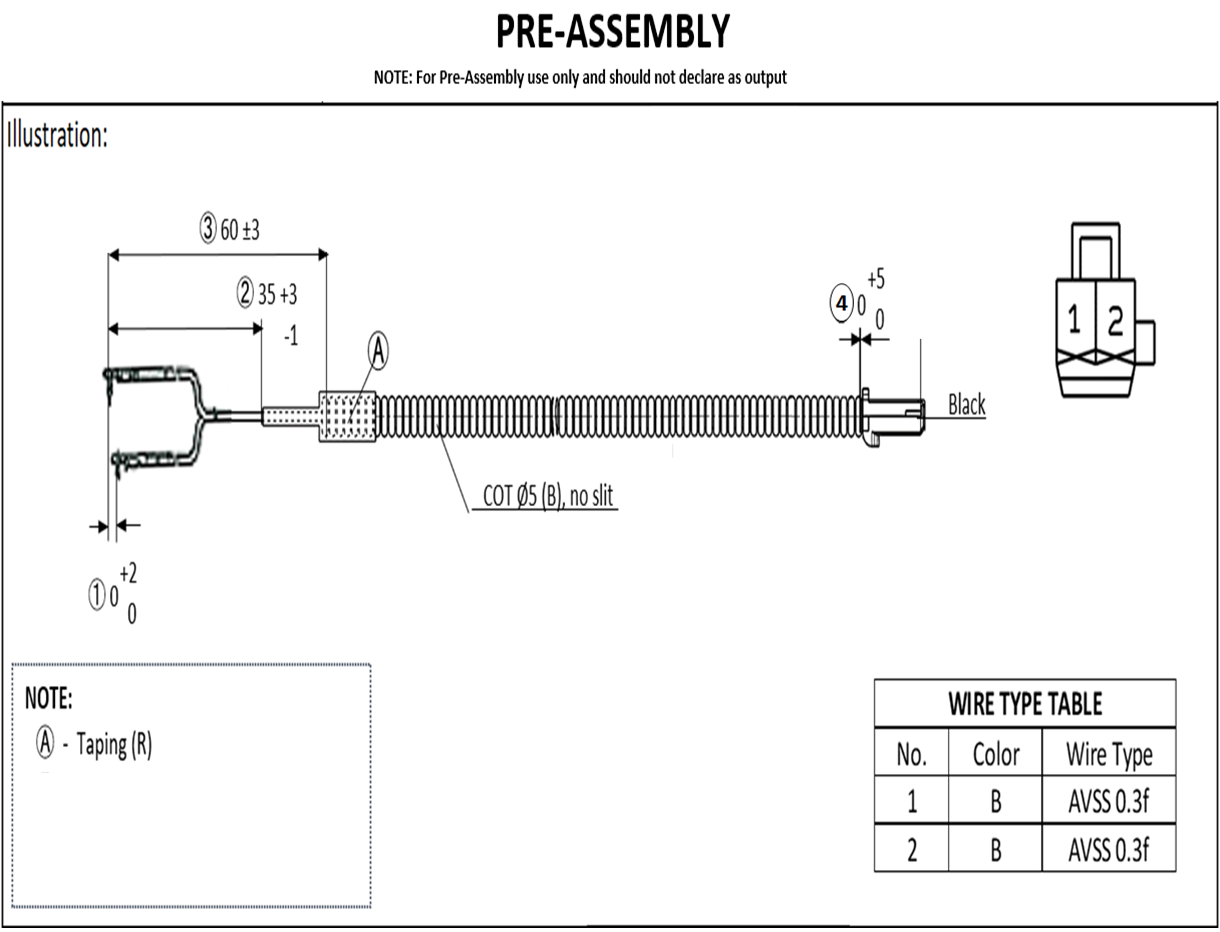 PRE-ASSEMBLY
NOTE: For Pre-Assembly use only and should not declare as output
Illustration:
③ 60 ±3
② 35 +3
-1
A
+5
④ 0
0
1 2
Black
COT Ø5 (B), no slit
+2
① 0
0
NOTE:
Ⓐ - Taping (R)
WIRE TYPE TABLE
No. Color Wire Type
1 B AVSS 0.3f
2 B AVSS 0.3f